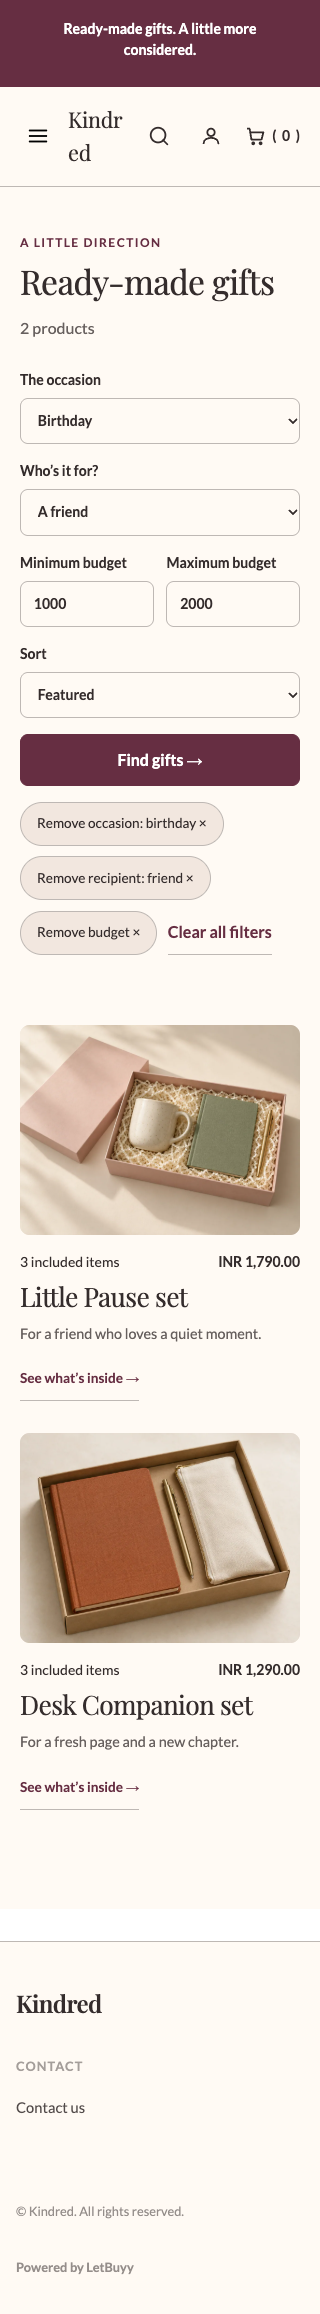 Ready-made gifts. A little more
considered.
Kindr
ed
( 0 )
A LITTLE DIRECTION
Ready-made gifts
2 products
The occasion
Birthday
Who's it for?
A friend
Minimum budget
Maximum budget
1000
2000
Sort
Featured
Find gifts →
Remove occasion: birthday ×
Remove recipient: friend ×
Remove budget ×
Clear all filters
3 included items
INR 1,790.00
Little Pause set
For a friend who loves a quiet moment.
See what's inside →
3 included items
INR 1,290.00
Desk Companion set
For a fresh page and a new chapter.
See what's inside →
Kindred
CONTACT
Contact us
© Kindred. All rights reserved.
Powered by LetBuyy